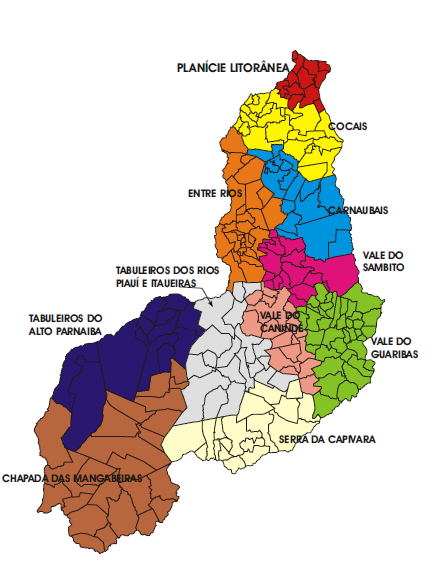 PLANÍCIE LITORÂNEA
COCAIS
ENTRE RIOS
CARNAUBAIS
VALE DO
SAMBITO
TABULEIROS DOS RIOS
PIAUÍ E ITAUEIRAS
VALE DO
CANINDÉ
TABULEIROS DO
ALTO PARNAIBA
VALE DO
GUARIBAS
SERRA DA CAPIVARA
CHAPADA DAS MANGABEIRAS